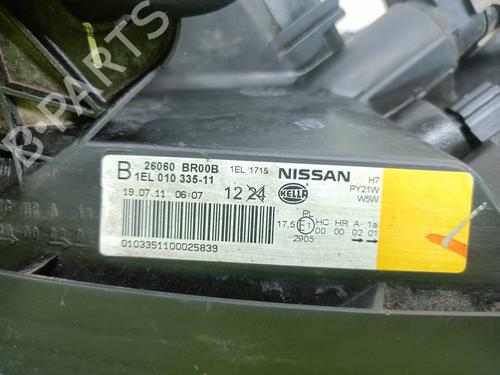 B-PARTS
B 26060 BR00B 1EL 1715 NISSAN H7
1EL 010 335-11 PY21W
19.07.11 06:07 12 24 HELLA W5W
PL HC HR A 1a
17,5 E1 00 00 02 01
2905
0103351100025839